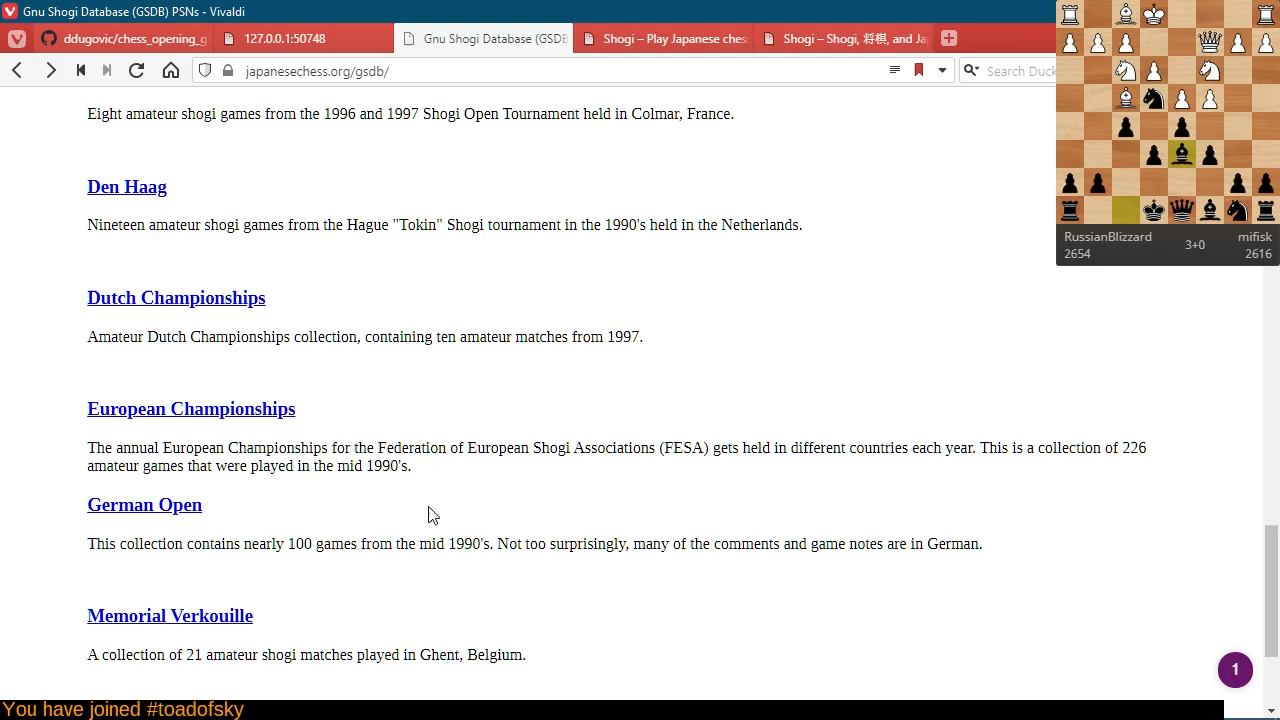 Gnu Shogi Database (GSDB) PSNs - Vivaldi
ddugovic/chess_opening_g
127.0.0.1:50748
Gnu Shogi Database (GSDB
Shogi – Play Japanese ches
Shogi – Shogi, 将棋, and Ja
japanesechess.org/gsdb/
Search Duck
RussianBlizzard
2654
3+0
mifisk
2616
Eight amateur shogi games from the 1996 and 1997 Shogi Open Tournament held in Colmar, France.
Den Haag
Nineteen amateur shogi games from the Hague "Tokin" Shogi tournament in the 1990's held in the Netherlands.
Dutch Championships
Amateur Dutch Championships collection, containing ten amateur matches from 1997.
European Championships
The annual European Championships for the Federation of European Shogi Associations (FESA) gets held in different countries each year. This is a collection of 226
amateur games that were played in the mid 1990's.
German Open
This collection contains nearly 100 games from the mid 1990's. Not too surprisingly, many of the comments and game notes are in German.
Memorial Verkouille
A collection of 21 amateur shogi matches played in Ghent, Belgium.
1
You have joined #toadofsky